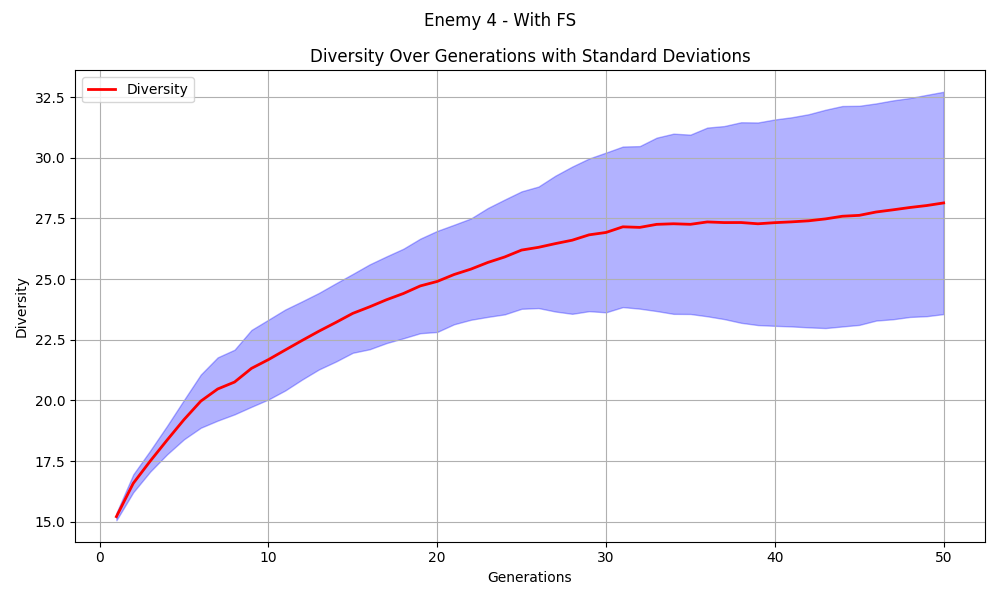 Enemy 4 - With FS
Diversity Over Generations with Standard Deviations
Diversity
32.5
30.0
27.5
25.0
22.5
20.0
17.5
15.0
Diversity
0 10 20 30 40 50
Generations